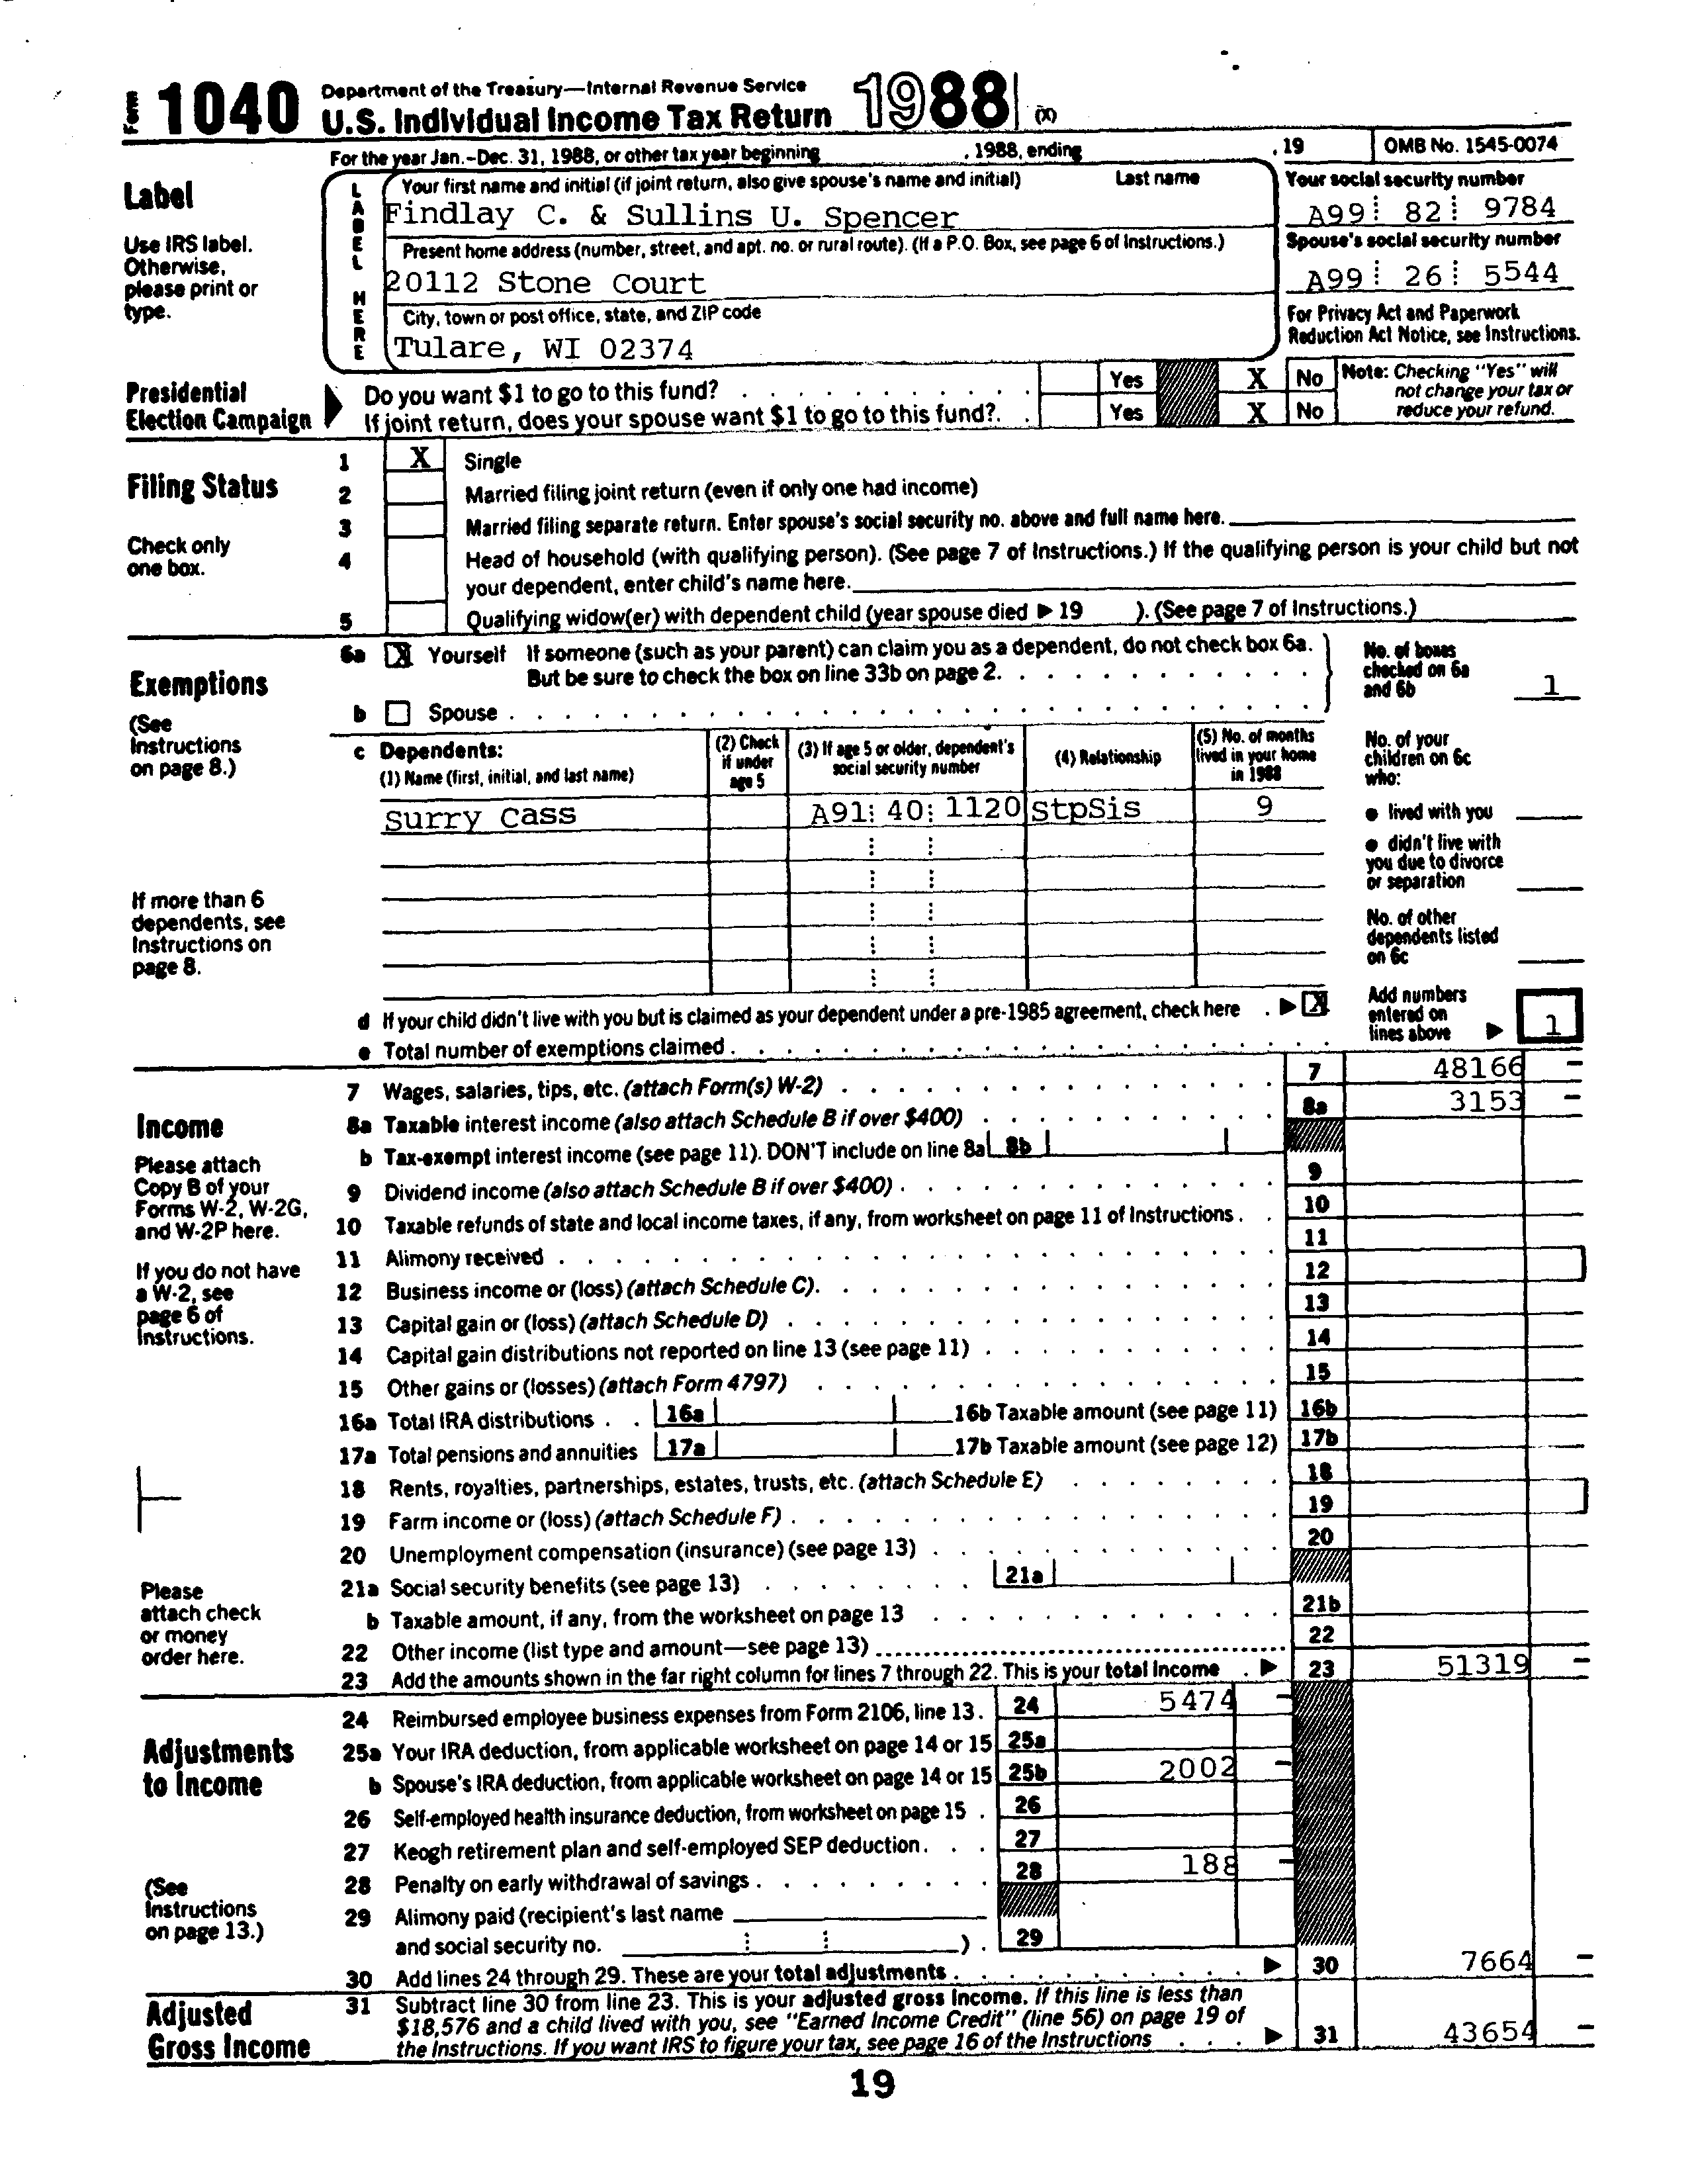 Form 1040 Department of the Treasury—Internal Revenue Service
U.S. Individual Income Tax Return 1988 (X)
For the year Jan.-Dec. 31, 1988, or other tax year beginning , 1988, ending , 19 OMB No. 1545-0074
Label
Use IRS label.
Otherwise,
please print or
type.
LABEL HERE
Your first name and initial (if joint return, also give spouse's name and initial) Last name
Findlay C. & Sullins U. Spencer
Your social security number
A99 82 9784
Present home address (number, street, and apt. no. or rural route). (If a P.O. Box, see page 6 of Instructions.)
20112 Stone Court
Spouse's social security number
A99 26 5544
City, town or post office, state, and ZIP code
Tulare, WI 02374
For Privacy Act and Paperwork
Reduction Act Notice, see Instructions.
Presidential
Election Campaign
Do you want $1 to go to this fund? Yes X No
If joint return, does your spouse want $1 to go to this fund? Yes X No
Note: Checking "Yes" will
not change your tax or
reduce your refund.
Filing Status
Check only
one box.
1 X Single
2 Married filing joint return (even if only one had income)
3 Married filing separate return. Enter spouse's social security no. above and full name here.
4 Head of household (with qualifying person). (See page 7 of Instructions.) If the qualifying person is your child but not
your dependent, enter child's name here.
5 Qualifying widow(er) with dependent child (year spouse died ▶ 19 ). (See page 7 of Instructions.)
Exemptions
(See
Instructions
on page 8.)
6a X Yourself If someone (such as your parent) can claim you as a dependent, do not check box 6a.
But be sure to check the box on line 33b on page 2.
b Spouse
No. of boxes
checked on 6a
and 6b 1
c Dependents:
(1) Name (first, initial, and last name)
(2) Check
if under
age 5
(3) If age 5 or older, dependent's
social security number
(4) Relationship
(5) No. of months
lived in your home
in 1988
Surry Cass A91 40 1120 StpSis 9
No. of your
children on 6c
who:
● lived with you
● didn't live with
you due to divorce
or separation
No. of other
dependents listed
on 6c
If more than 6
dependents, see
Instructions on
page 8.
d If your child didn't live with you but is claimed as your dependent under a pre-1985 agreement, check here ▶ X
e Total number of exemptions claimed
Add numbers
entered on
lines above ▶ 1
Income
Please attach
Copy B of your
Forms W-2, W-2G,
and W-2P here.
If you do not have
a W-2, see
page 6 of
Instructions.
Please
attach check
or money
order here.
7 Wages, salaries, tips, etc. (attach Form(s) W-2) 7 48166 –
8a Taxable interest income (also attach Schedule B if over $400) 8a 3153 –
b Tax-exempt interest income (see page 11). DON'T include on line 8a 8b
9 Dividend income (also attach Schedule B if over $400) 9
10 Taxable refunds of state and local income taxes, if any, from worksheet on page 11 of Instructions 10
11 Alimony received 11
12 Business income or (loss) (attach Schedule C) 12
13 Capital gain or (loss) (attach Schedule D) 13
14 Capital gain distributions not reported on line 13 (see page 11) 14
15 Other gains or (losses) (attach Form 4797) 15
16a Total IRA distributions 16a 16b Taxable amount (see page 11) 16b
17a Total pensions and annuities 17a 17b Taxable amount (see page 12) 17b
18 Rents, royalties, partnerships, estates, trusts, etc. (attach Schedule E) 18
19 Farm income or (loss) (attach Schedule F) 19
20 Unemployment compensation (insurance) (see page 13) 20
21a Social security benefits (see page 13) 21a
b Taxable amount, if any, from the worksheet on page 13 21b
22 Other income (list type and amount—see page 13) 22
23 Add the amounts shown in the far right column for lines 7 through 22. This is your total income ▶ 23 51319 –
Adjustments
to Income
(See
Instructions
on page 13.)
24 Reimbursed employee business expenses from Form 2106, line 13. 24 5474 –
25a Your IRA deduction, from applicable worksheet on page 14 or 15 25a
b Spouse's IRA deduction, from applicable worksheet on page 14 or 15 25b 2002 –
26 Self-employed health insurance deduction, from worksheet on page 15 26
27 Keogh retirement plan and self-employed SEP deduction 27
28 Penalty on early withdrawal of savings 28 188 –
29 Alimony paid (recipient's last name
and social security no. ) 29
30 Add lines 24 through 29. These are your total adjustments ▶ 30 7664 –
Adjusted
Gross Income
31 Subtract line 30 from line 23. This is your adjusted gross income. If this line is less than
$18,576 and a child lived with you, see "Earned Income Credit" (line 56) on page 19 of
the Instructions. If you want IRS to figure your tax, see page 16 of the Instructions ▶ 31 43654 –
19